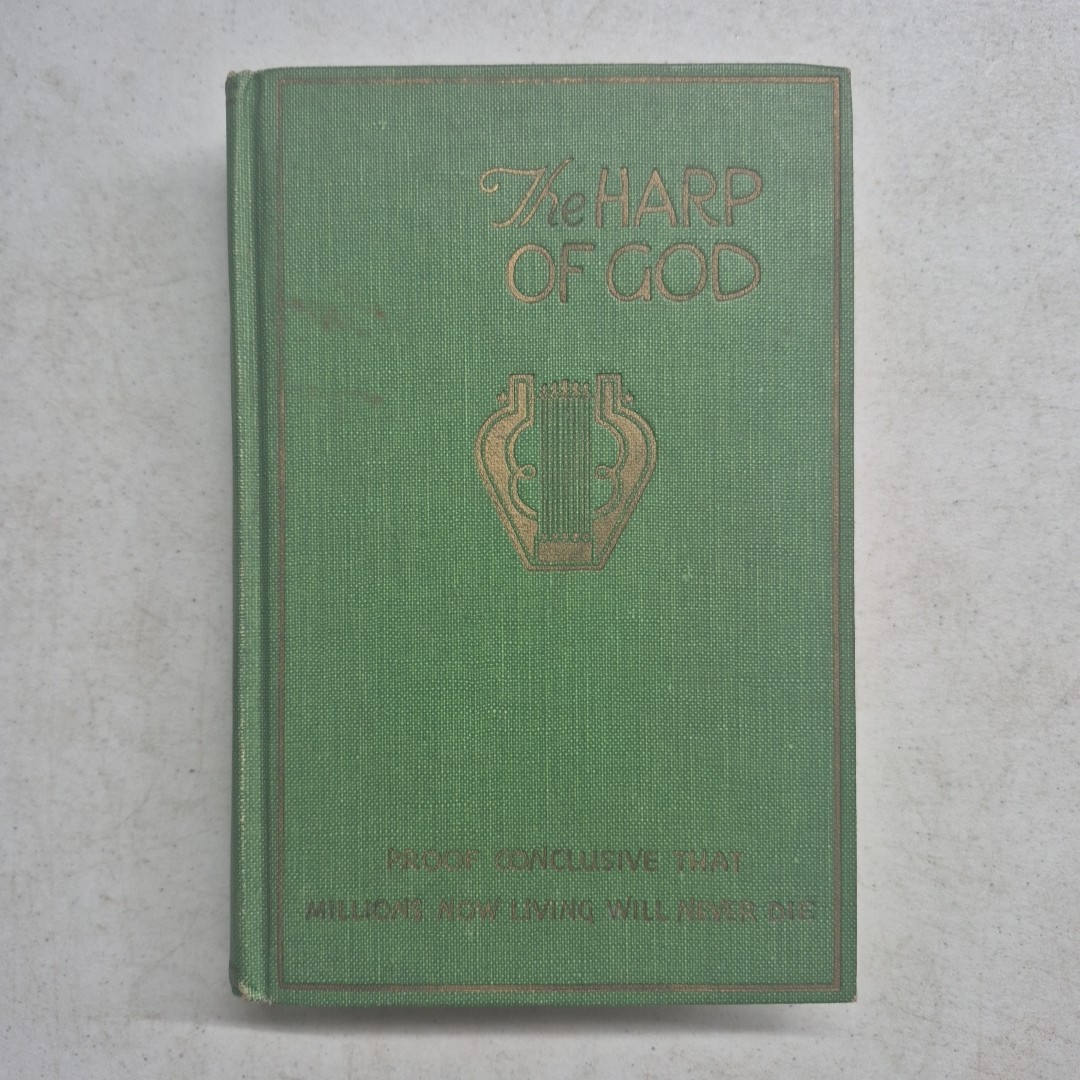 The HARP
OF GOD
PROOF CONCLUSIVE THAT
MILLIONS NOW LIVING WILL NEVER DIE